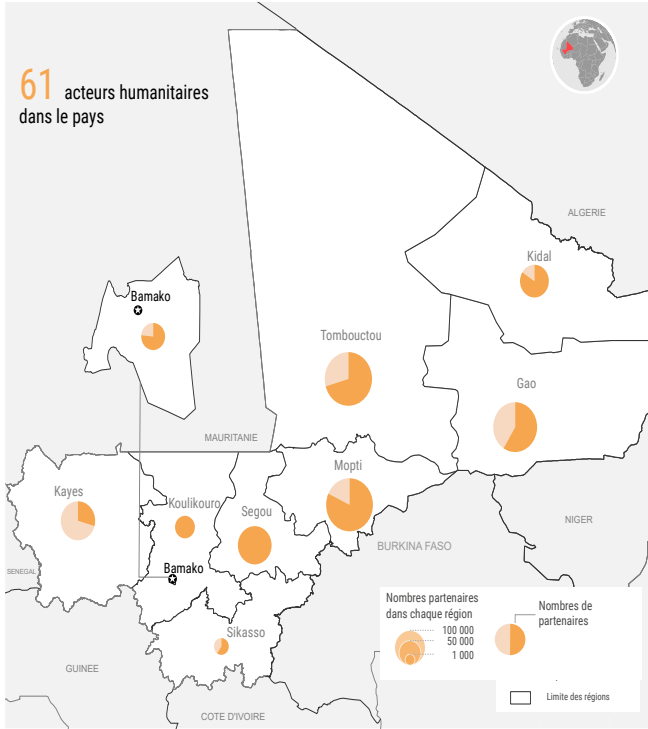 61 acteurs humanitaires
dans le pays
ALGERIE
Kidal
Bamako
Tombouctou
Gao
MAURITANIE
Mopti
Kayes
Koulikouro
Segou
NIGER
BURKINA FASO
SENEGAL
Bamako
Nombres partenaires
dans chaque région
100 000
50 000
1 000
Nombres de
partenaires
Sikasso
GUINEE
Limite des régions
COTE D'IVOIRE